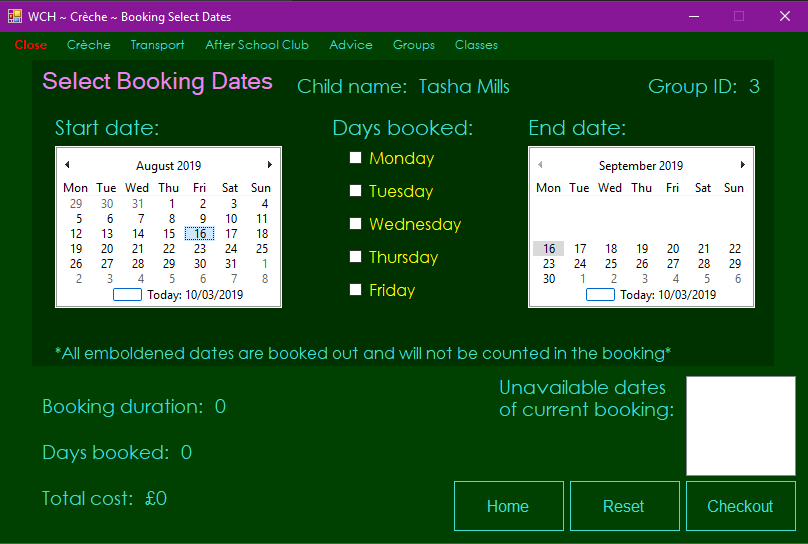 WCH ~ Crèche ~ Booking Select Dates
Close Crèche Transport After School Club Advice Groups Classes
Select Booking Dates Child name: Tasha Mills Group ID: 3
Start date:
August 2019
Mon Tue Wed Thu Fri Sat Sun
29 30 31 1 2 3 4
5 6 7 8 9 10 11
12 13 14 15 16 17 18
19 20 21 22 23 24 25
26 27 28 29 30 31 1
2 3 4 5 6 7 8
Today: 10/03/2019
Days booked:
Monday
Tuesday
Wednesday
Thursday
Friday
End date:
September 2019
Mon Tue Wed Thu Fri Sat Sun
16 17 18 19 20 21 22
23 24 25 26 27 28 29
30 1 2 3 4 5 6
Today: 10/03/2019
*All emboldened dates are booked out and will not be counted in the booking*
Booking duration: 0
Days booked: 0
Total cost: £0
Unavailable dates
of current booking:
Home Reset Checkout